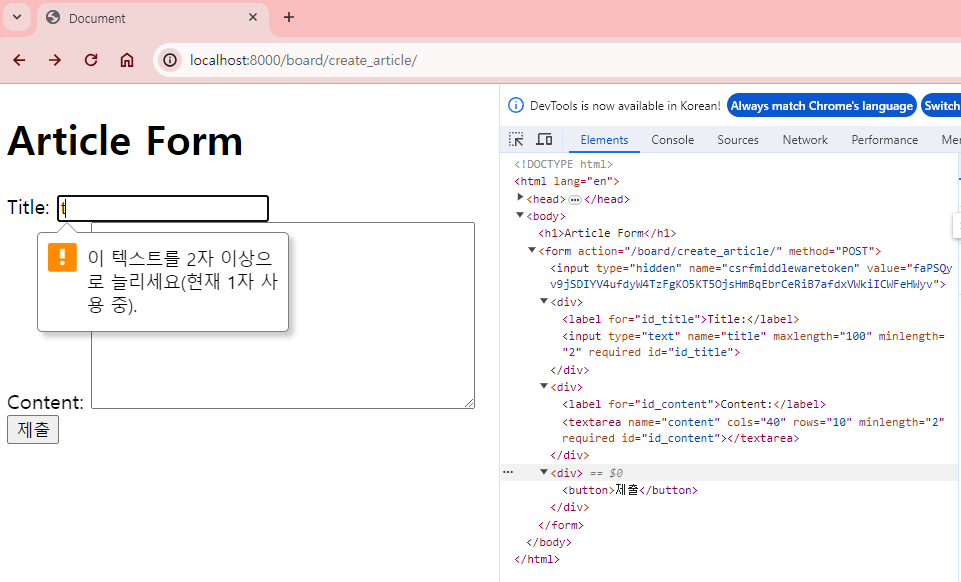 Document
localhost:8000/board/create_article/
DevTools is now available in Korean!
Always match Chrome's language
Switch
Elements
Console
Sources
Network
Performance
Mer
Article Form
Title: t
이 텍스트를 2자 이상으
로 늘리세요(현재 1자 사
용 중).
Content:
제출
<!DOCTYPE html>
<html lang="en">
<head> ... </head>
<body>
<h1>Article Form</h1>
<form action="/board/create_article/" method="POST">
<input type="hidden" name="csrfmiddlewaretoken" value="faPSQy
v9jSDIYV4ufdyW4TzFgKO5KT5OjsHmBqEbrCeRiB7afdxVWkiICWFeHWyv">
<div>
<label for="id_title">Title:</label>
<input type="text" name="title" maxlength="100" minlength=
"2" required id="id_title">
</div>
<div>
<label for="id_content">Content:</label>
<textarea name="content" cols="40" rows="10" minlength="2"
required id="id_content"></textarea>
</div>
... <div> == $0
<button>제출</button>
</div>
</form>
</body>
</html>